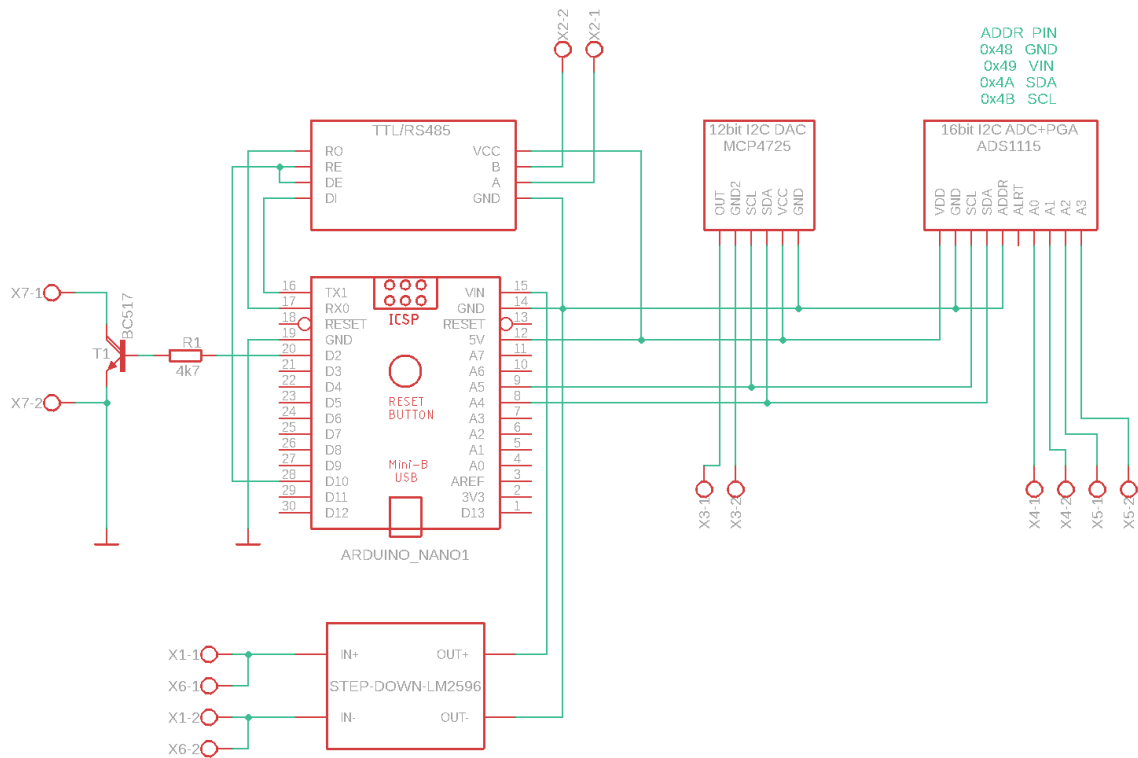 X2-2
X2-1
ADDR PIN
0x48 GND
0x49 VIN
0x4A SDA
0x4B SCL
TTL/RS485
RO
RE
DE
DI
VCC
B
A
GND
12bit I2C DAC
MCP4725
OUT
GND2
SCL
SDA
VCC
GND
16bit I2C ADC+PGA
ADS1115
VDD
GND
SCL
SDA
ADDR
ALRT
A0
A1
A2
A3
X7-1
X7-2
T1
BC517
R1
4k7
16 TX1
17 RX0
18 RESET
19 GND
20 D2
21 D3
22 D4
23 D5
24 D6
25 D7
26 D8
27 D9
28 D10
29 D11
30 D12
ICSP
RESET
BUTTON
Mini-B
USB
VIN 15
GND 14
RESET 13
5V 12
A7 11
A6 10
A5 9
A4 8
A3 7
A2 6
A1 5
A0 4
AREF 3
3V3 2
D13 1
ARDUINO_NANO1
X3-1
X3-2
X4-1
X4-2
X5-1
X5-2
X1-1
X6-1
X1-2
X6-2
IN+
OUT+
STEP-DOWN-LM2596
IN-
OUT-